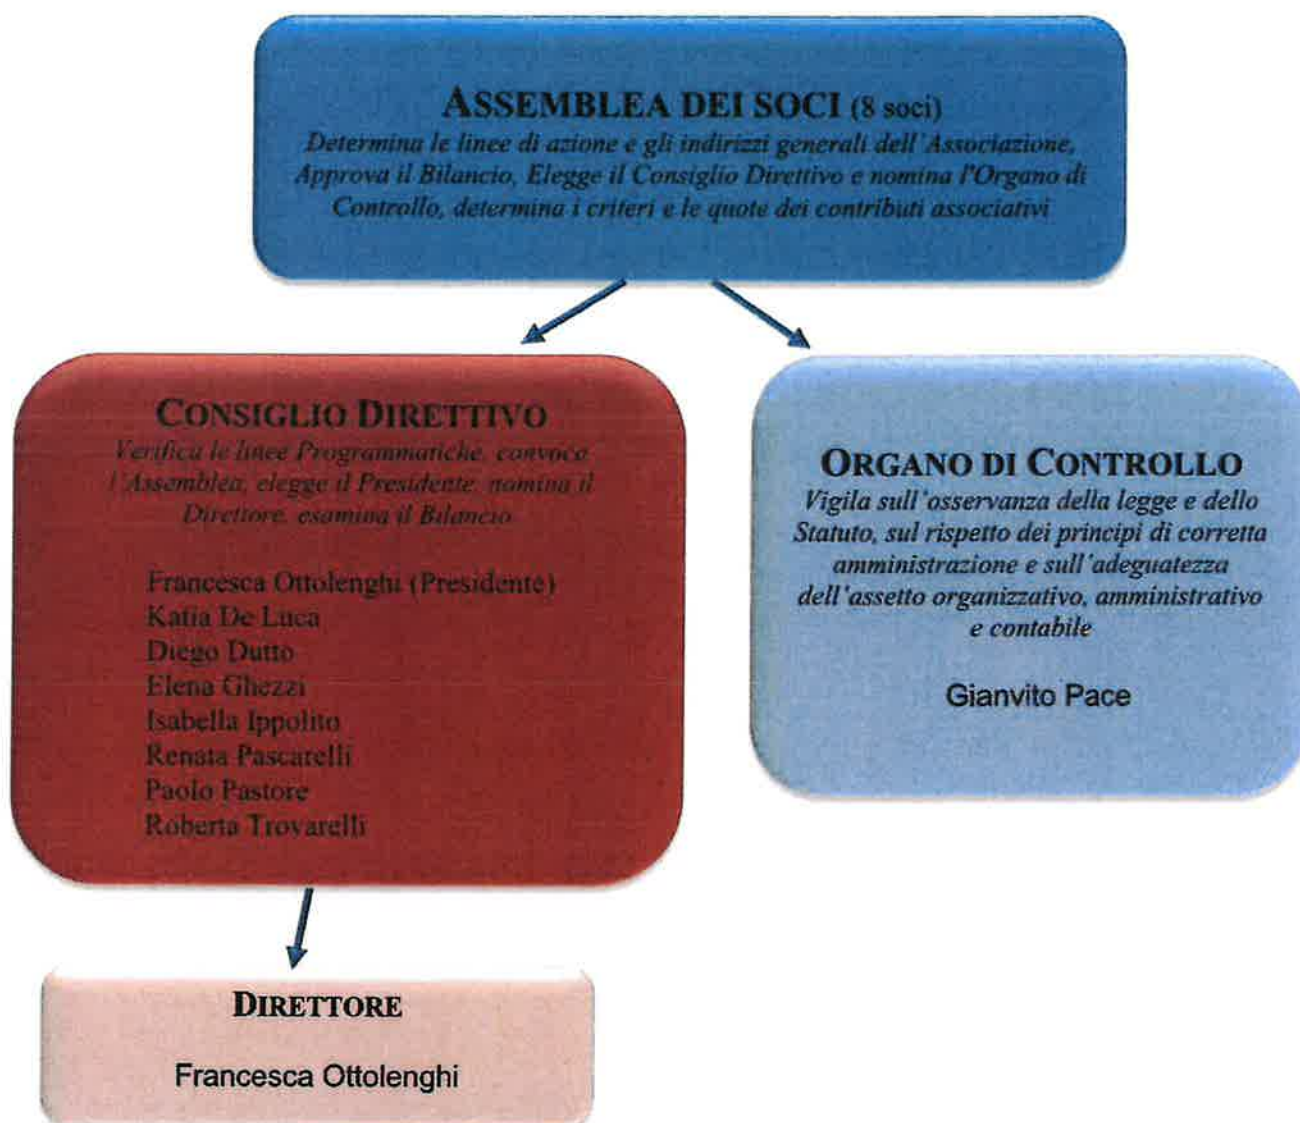 ASSEMBLEA DEI SOCI (8 soci)
Determina le linee di azione e gli indirizzi generali dell'Associazione,
Approva il Bilancio, Elegge il Consiglio Direttivo e nomina l'Organo di
Controllo, determina i criteri e le quote dei contributi associativi
CONSIGLIO DIRETTIVO
Verifica le linee Programmatiche, convoca
l'Assemblea, elegge il Presidente, nomina il
Direttore, esamina il Bilancio
Francesca Ottolenghi (Presidente)
Katia De Luca
Diego Dutto
Elena Ghezzi
Isabella Ippolito
Renata Pascarelli
Paolo Pastore
Roberta Trovarelli
ORGANO DI CONTROLLO
Vigila sull'osservanza della legge e dello
Statuto, sul rispetto dei principi di corretta
amministrazione e sull'adeguatezza
dell'assetto organizzativo, amministrativo
e contabile
Gianvito Pace
DIRETTORE
Francesca Ottolenghi